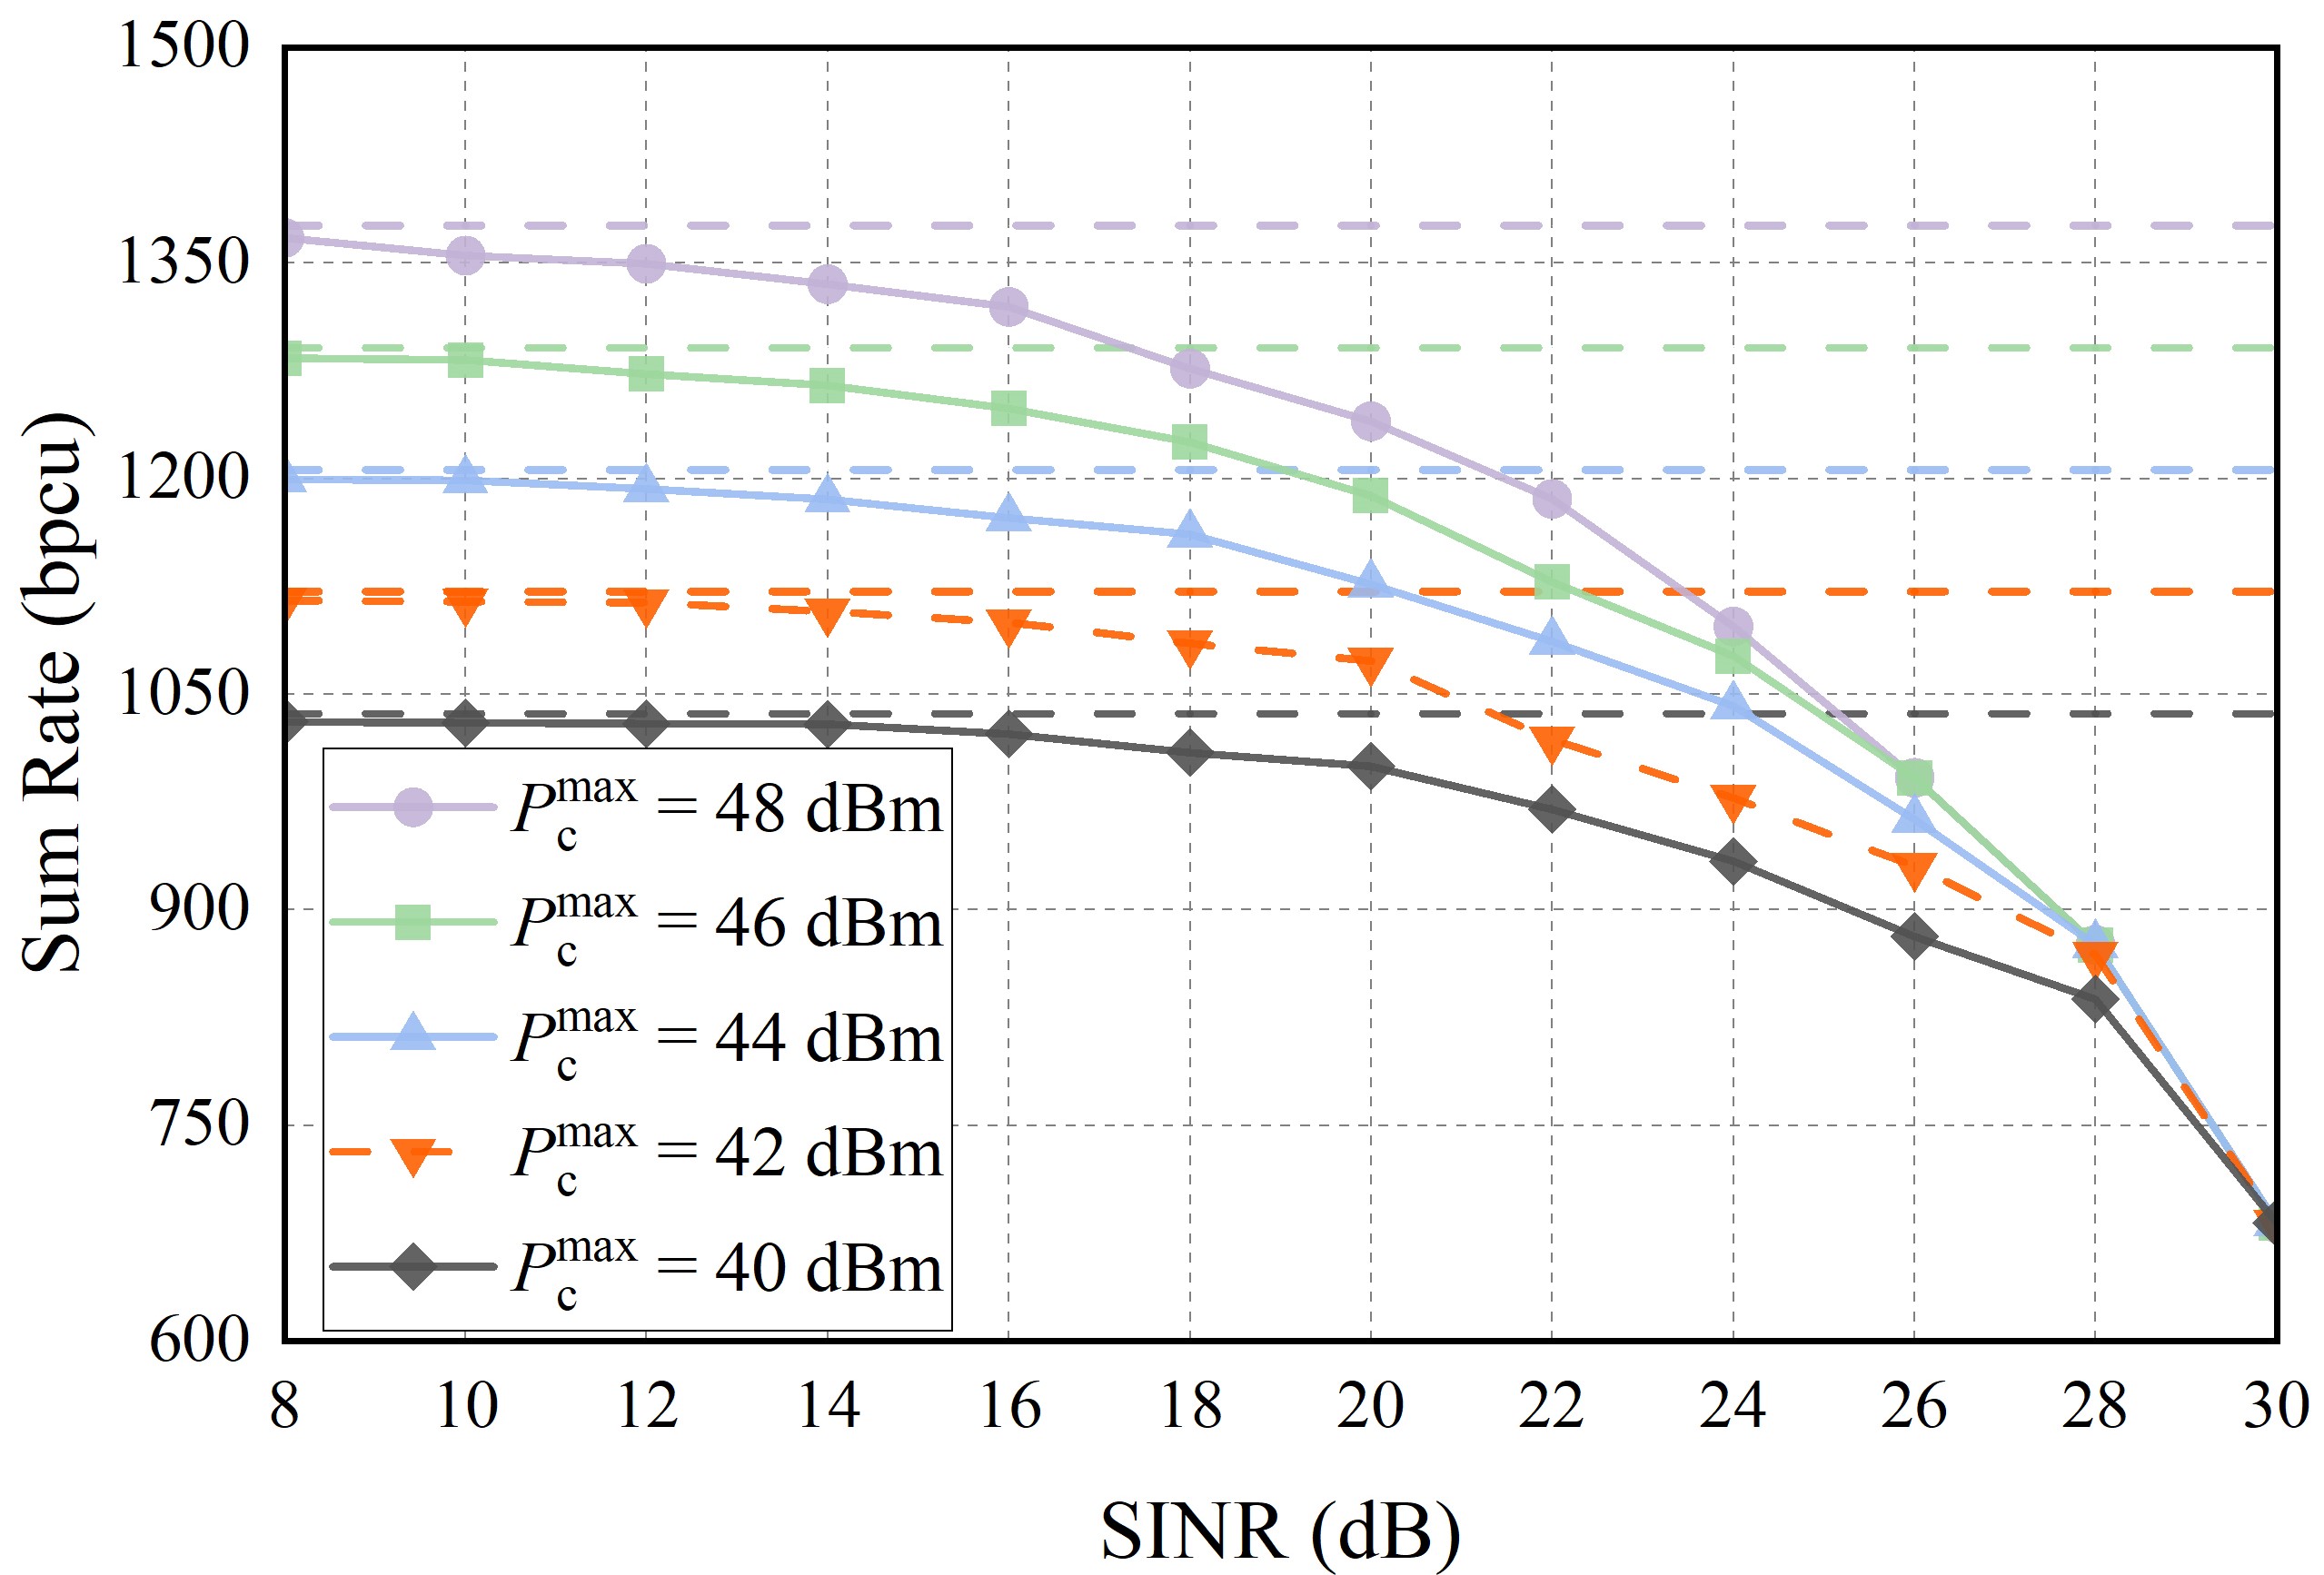 1500
1350
1200
1050
900
750
600
Sum Rate (bpcu)
P_c^max = 48 dBm
P_c^max = 46 dBm
P_c^max = 44 dBm
P_c^max = 42 dBm
P_c^max = 40 dBm
8 10 12 14 16 18 20 22 24 26 28 30
SINR (dB)